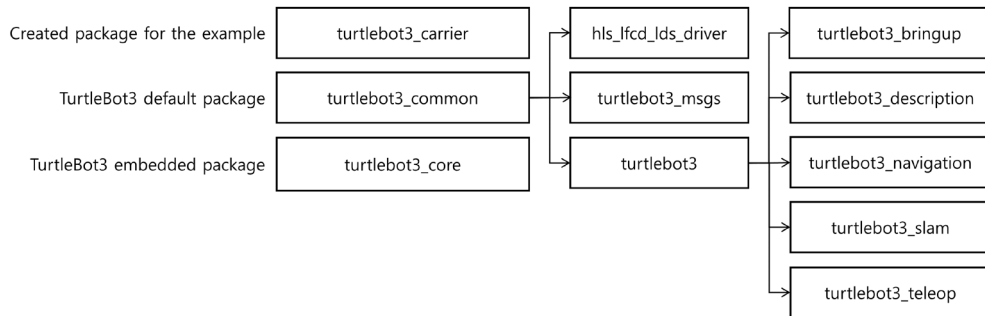 Created package for the example
turtlebot3_carrier
hls_lfcd_lds_driver
turtlebot3_bringup
TurtleBot3 default package
turtlebot3_common
turtlebot3_msgs
turtlebot3_description
TurtleBot3 embedded package
turtlebot3_core
turtlebot3
turtlebot3_navigation
turtlebot3_slam
turtlebot3_teleop